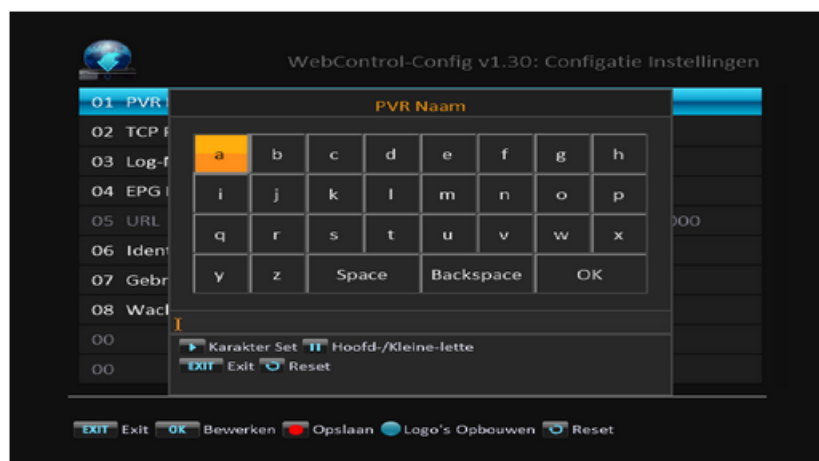 WebControl-Config v1.30: Configatie Instellingen
PVR Naam
01 PVR
02 TCP
03 Log-
04 EPG
05 URL 000
06 Ident
07 Gebr
08 Wacl
00
00
a b c d e f g h
i j k l m n o p
q r s t u v w x
y z Space Backspace OK
Karakter Set Hoofd-/Kleine-lette
EXIT Exit Reset
EXIT Exit OK Bewerken Opslaan Logo's Opbouwen Reset